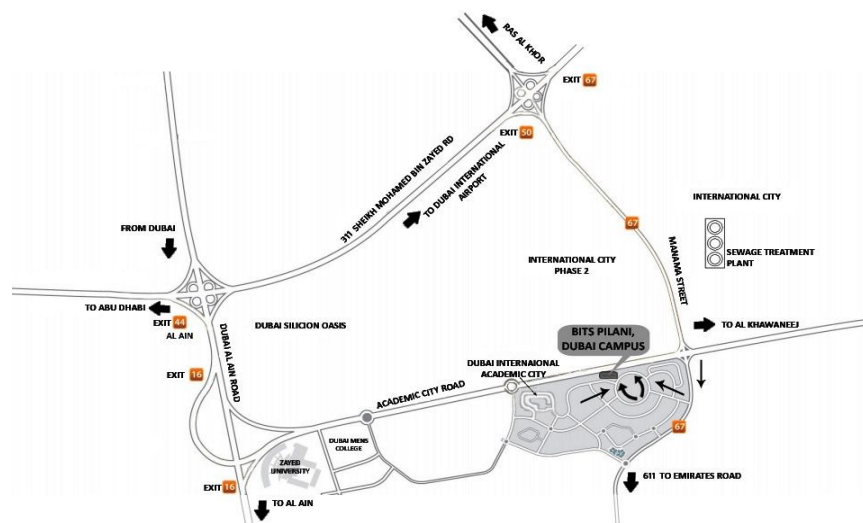 RAS AL KHOR
EXIT 67
EXIT 50
311 SHEIKH MOHAMED BIN ZAYED RD
TO DUBAI INTERNATIONAL
AIRPORT
INTERNATIONAL CITY
67
SEWAGE TREATMENT
PLANT
FROM DUBAI
MANAMA STREET
INTERNATIONAL CITY
PHASE 2
TO ABU DHABI
EXIT 44
AL AIN
DUBAI SILICION OASIS
TO AL KHAWANEEJ
BITS PILANI,
DUBAI CAMPUS
DUBAI AL AIN ROAD
DUBAI INTERNAIONAL
ACADEMIC CITY
EXIT 16
ACADEMIC CITY ROAD
67
DUBAI MENS
COLLEGE
ZAYED
UNIVERSITY
611 TO EMIRATES ROAD
EXIT 16
TO AL AIN